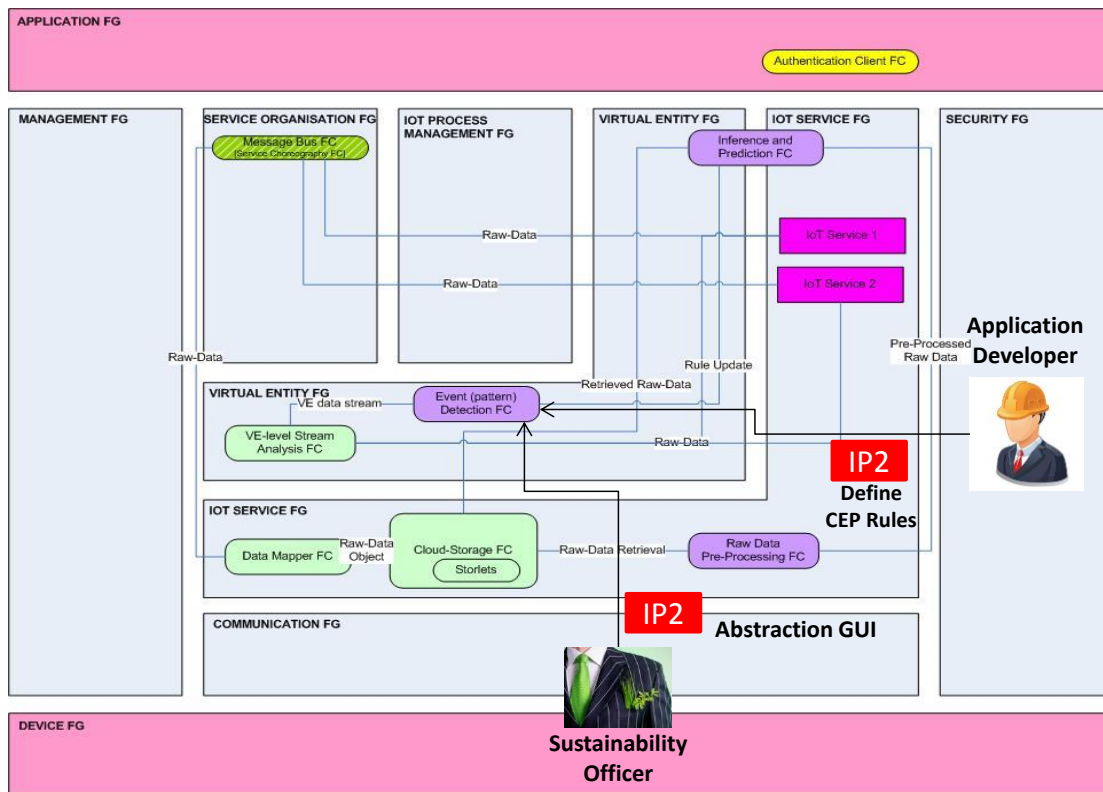 APPLICATION FG
Authentication Client FC
MANAGEMENT FG
SERVICE ORGANISATION FG
IOT PROCESS
MANAGEMENT FG
VIRTUAL ENTITY FG
IOT SERVICE FG
SECURITY FG
Message Bus FC
[Service Choreography FC]
Inference and
Prediction FC
Raw-Data
IoT Service 1
Raw-Data
IoT Service 2
Application
Developer
Raw-Data
Pre-Processed
Raw Data
Rule Update
Retrieved Raw-Data
VIRTUAL ENTITY FG
VE data stream
Event (pattern)
Detection FC
VE-level Stream
Analysis FC
Raw-Data
IP2
Define
CEP Rules
IOT SERVICE FG
Data Mapper FC
Raw-Data
Object
Cloud-Storage FC
Storlets
Raw-Data Retrieval
Raw Data
Pre-Processing FC
IP2
Abstraction GUI
COMMUNICATION FG
DEVICE FG
Sustainability
Officer